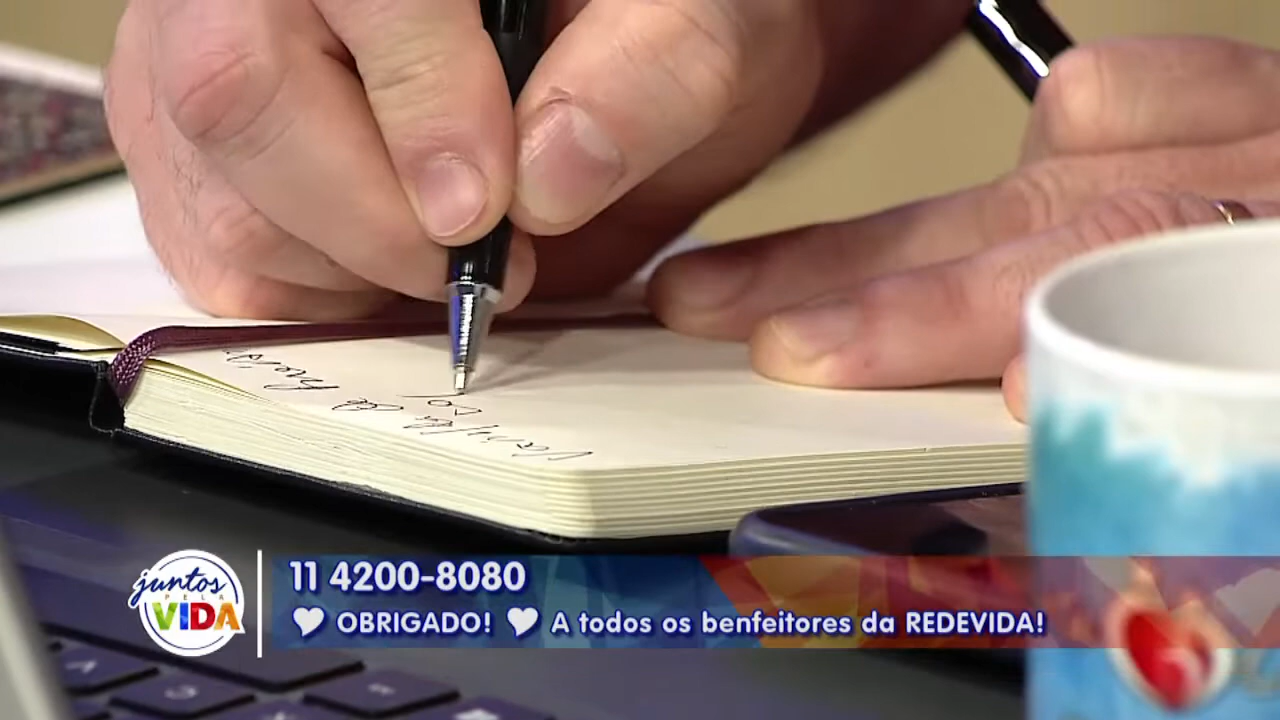 juntos
PELA
VIDA
11 4200-8080
OBRIGADO! A todos os benfeitores da REDEVIDA!